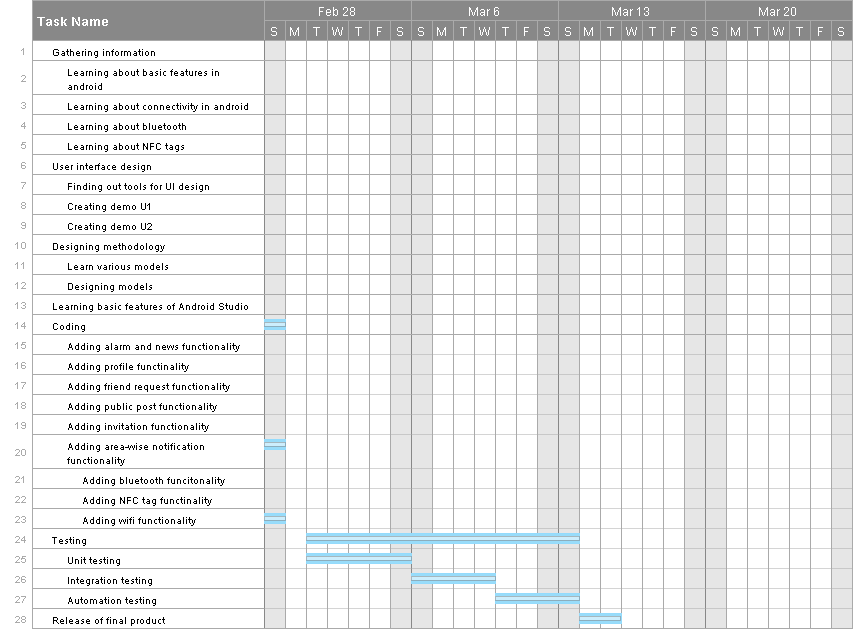 Task Name
Feb 28 Mar 6 Mar 13 Mar 20
S M T W T F S S M T W T F S S M T W T F S S M T W T F S
1 Gathering information
2 Learning about basic features in
android
3 Learning about connectivity in android
4 Learning about bluetooth
5 Learning about NFC tags
6 User interface design
7 Finding out tools for UI design
8 Creating demo U1
9 Creating demo U2
10 Designing methodology
11 Learn various models
12 Designing models
13 Learning basic features of Android Studio
14 Coding
15 Adding alarm and news functionality
16 Adding profile functinality
17 Adding friend request functionality
18 Adding public post functionality
19 Adding invitation functionality
20 Adding area-wise notification
functionality
21 Adding bluetooth funcitonality
22 Adding NFC tag functinality
23 Adding wifi functionality
24 Testing
25 Unit testing
26 Integration testing
27 Automation testing
28 Release of final product